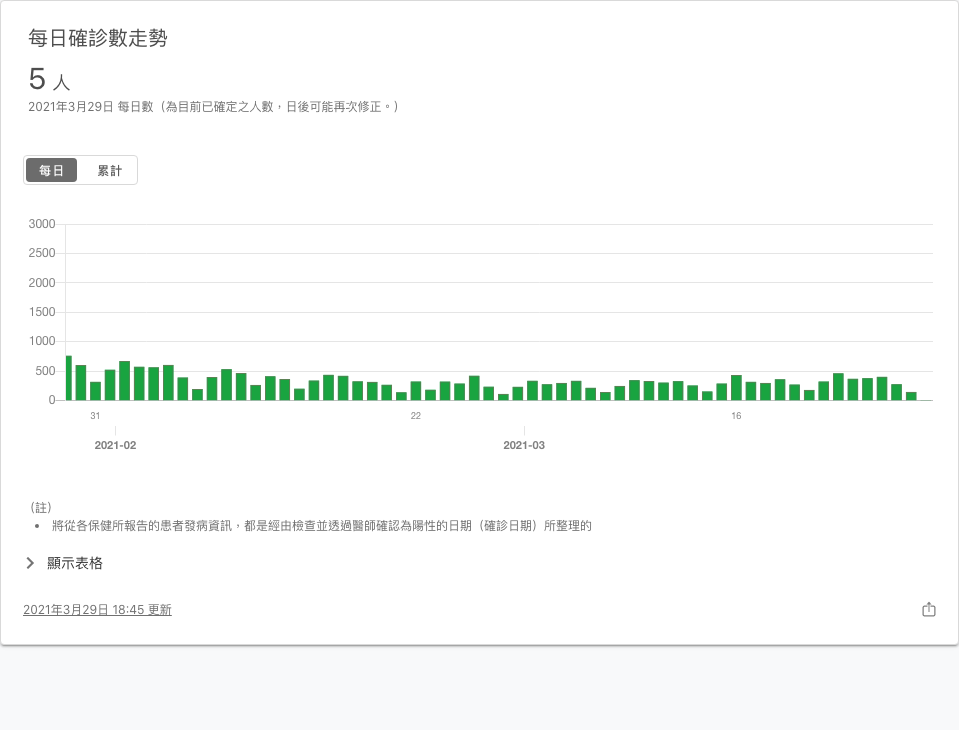 每日確診數走勢
5 人
2021年3月29日 每日數（為目前已確定之人數，日後可能再次修正。）
每日 累計
3000
2500
2000
1500
1000
500
0
31 22 16
2021-02 2021-03
（註）
• 將從各保健所報告的患者發病資訊，都是經由檢查並透過醫師確認為陽性的日期（確診日期）所整理的
顯示表格
2021年3月29日 18:45 更新